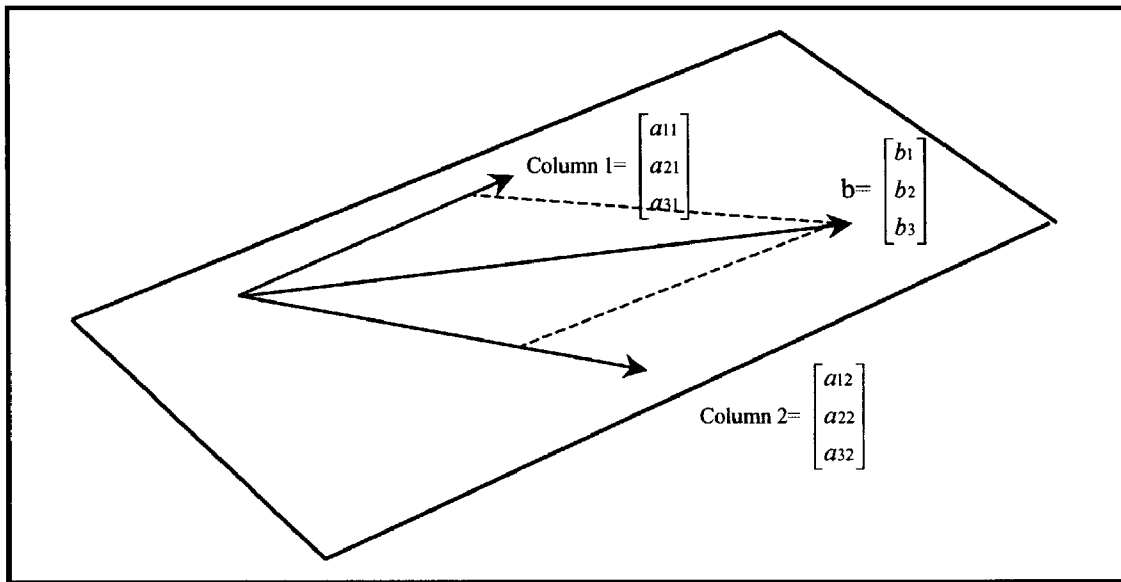 Column 1= [a11
a21
a31]
b= [b1
b2
b3]
Column 2= [a12
a22
a32]